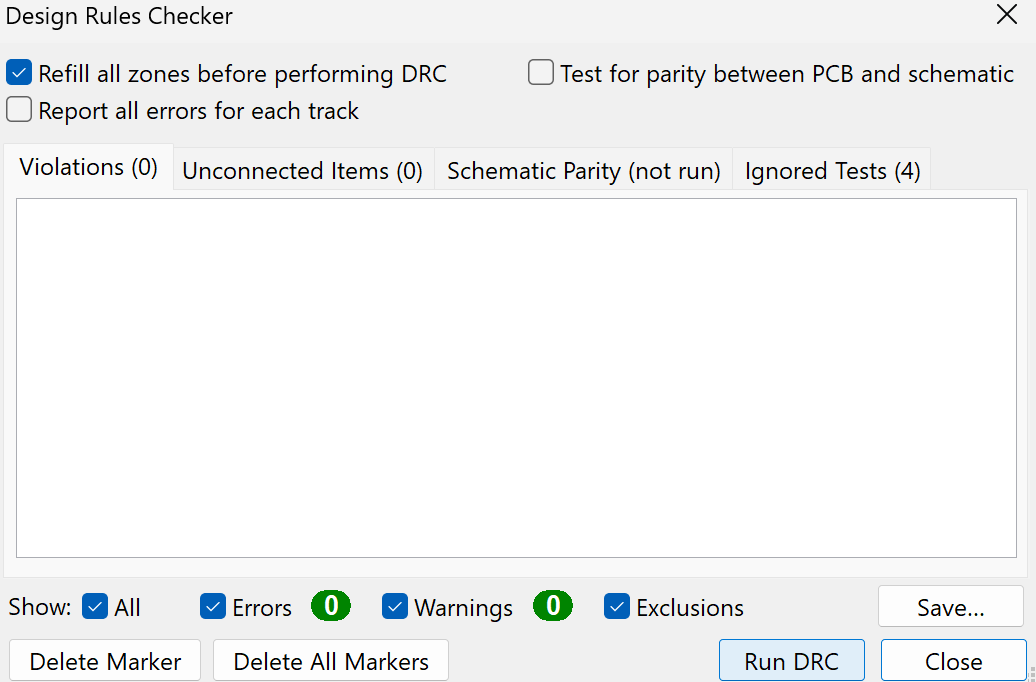 Design Rules Checker
Refill all zones before performing DRC
Test for parity between PCB and schematic
Report all errors for each track
Violations (0)
Unconnected Items (0)
Schematic Parity (not run)
Ignored Tests (4)
Show: All Errors 0 Warnings 0 Exclusions Save...
Delete Marker Delete All Markers Run DRC Close